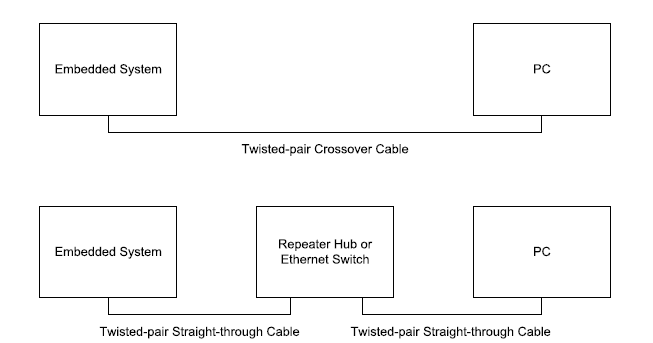 Embedded System
PC
Twisted-pair Crossover Cable
Embedded System
Repeater Hub or
Ethernet Switch
PC
Twisted-pair Straight-through Cable
Twisted-pair Straight-through Cable